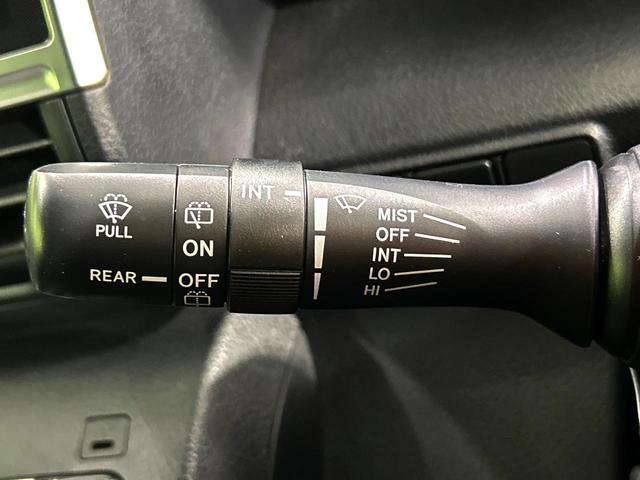 PULL
REAR
ON
OFF
INT
MIST
OFF
INT
LO
HI